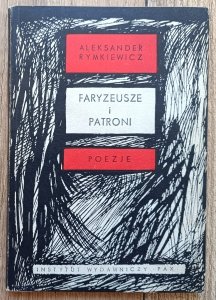 ALEKSANDER
RYMKIEWICZ
FARYZEUSZE
i
PATRONI
POEZJE
INSTYTUT WYDAWNICZY PAX